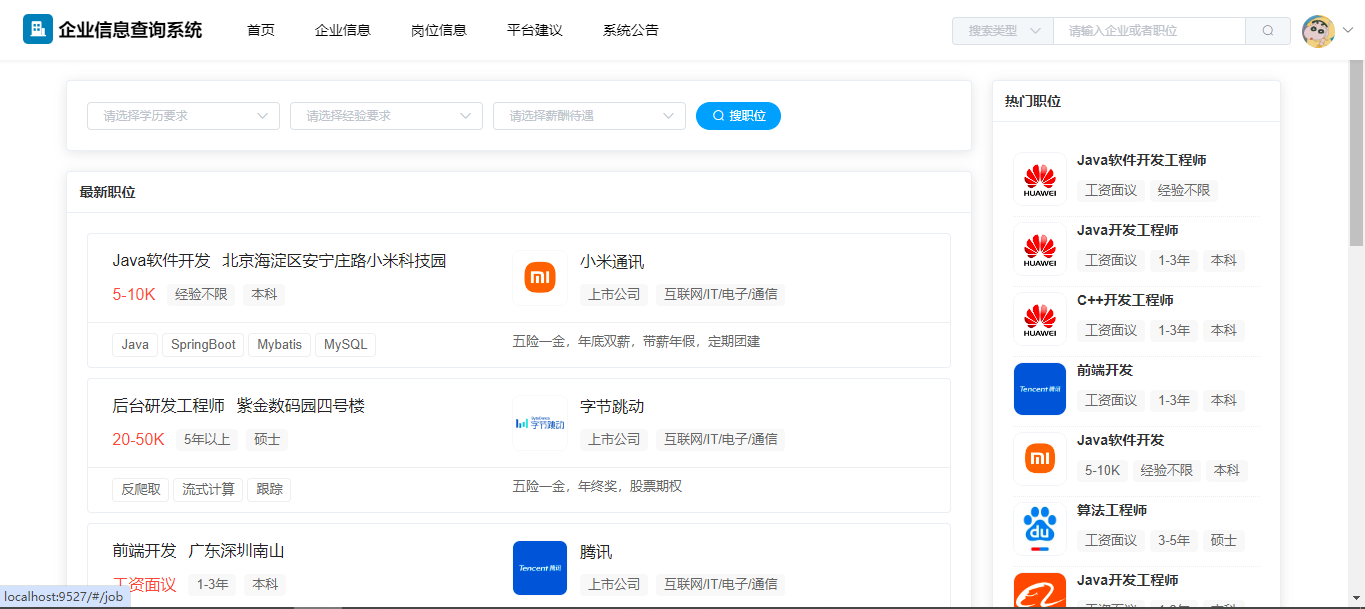 企业信息查询系统 首页 企业信息 岗位信息 平台建议 系统公告 搜索类型 请输入企业或者职位
请选择学历要求 请选择经验要求 请选择薪酬待遇 搜职位
最新职位
Java软件开发 北京海淀区安宁庄路小米科技园
5-10K 经验不限 本科
小米通讯
上市公司 互联网/IT/电子/通信
Java SpringBoot Mybatis MySQL
五险一金，年底双薪，带薪年假，定期团建
后台研发工程师 紫金数码园四号楼
20-50K 5年以上 硕士
ByteDance
字节跳动
字节跳动
上市公司 互联网/IT/电子/通信
反爬取 流式计算 跟踪
五险一金，年终奖，股票期权
前端开发 广东深圳南山
工资面议 1-3年 本科
Tencent 腾讯
腾讯
上市公司 互联网/IT/电子/通信
热门职位
HUAWEI
Java软件开发工程师
工资面议 经验不限
HUAWEI
Java开发工程师
工资面议 1-3年 本科
HUAWEI
C++开发工程师
工资面议 1-3年 本科
Tencent 腾讯
前端开发
工资面议 1-3年 本科
Java软件开发
5-10K 经验不限 本科
du
算法工程师
工资面议 3-5年 硕士
Java开发工程师
工资面议 1-3年 本科
localhost:9527/#/job